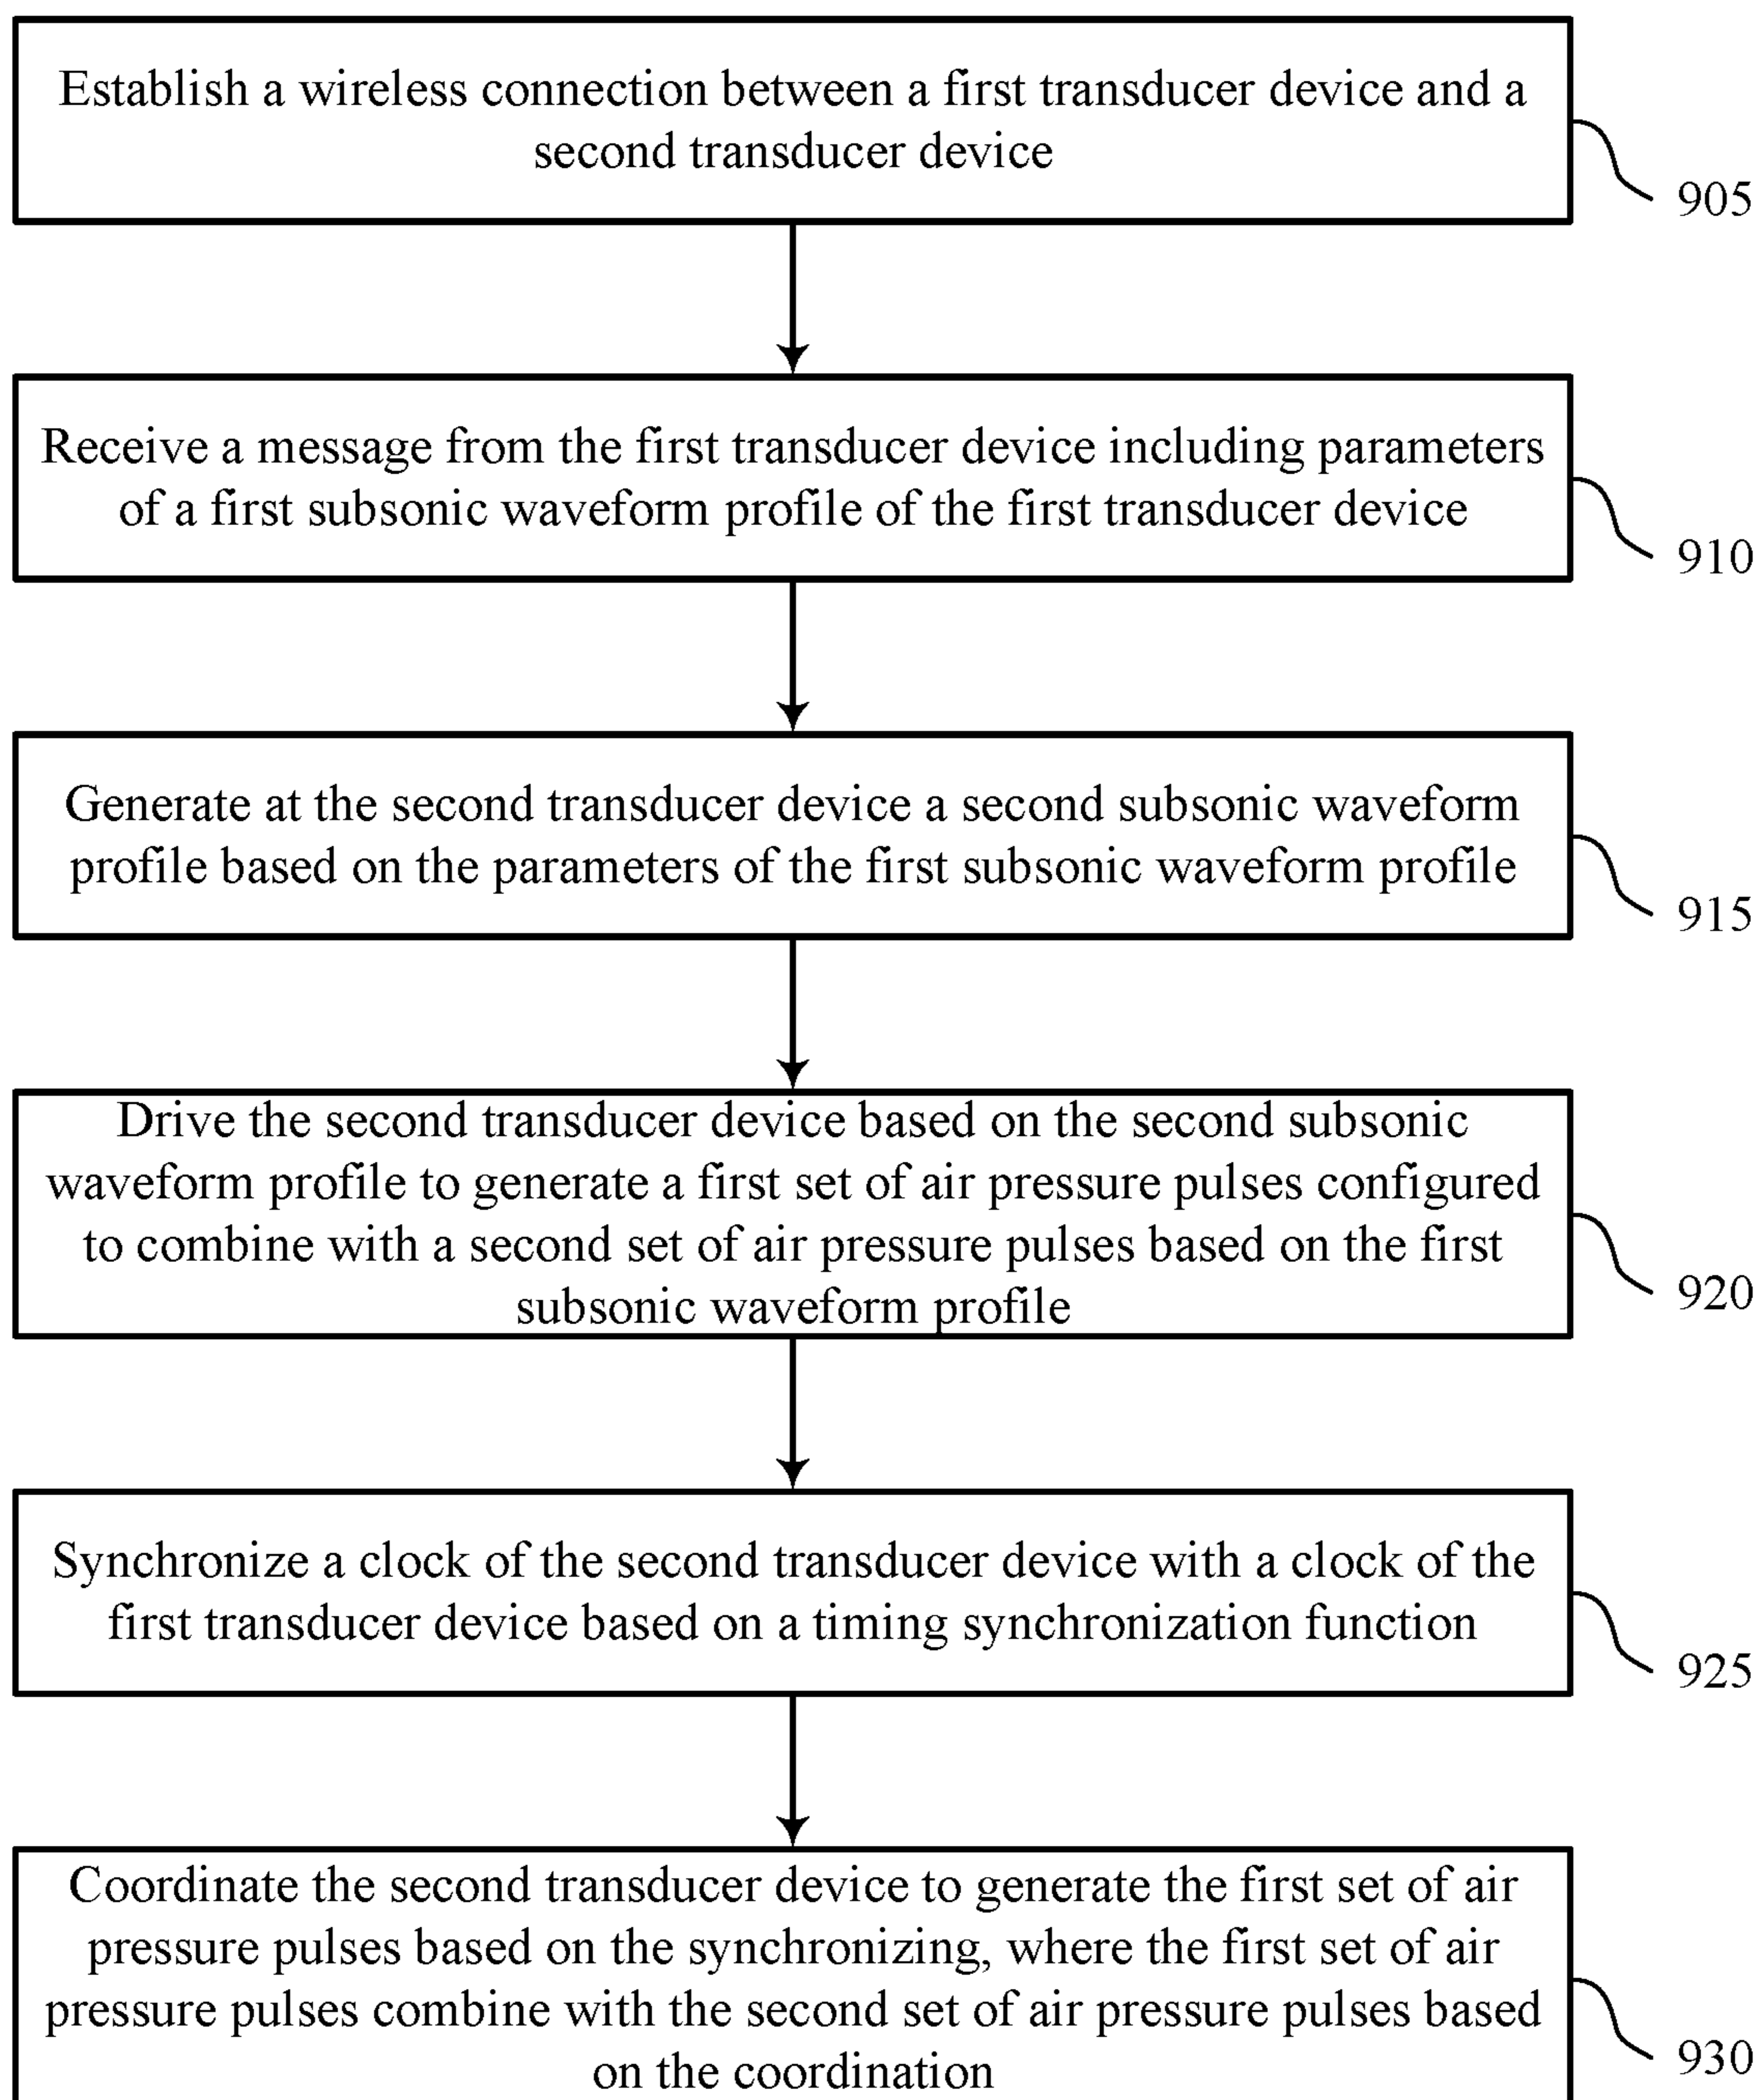 Establish a wireless connection between a first transducer device and a
second transducer device
905
Receive a message from the first transducer device including parameters
of a first subsonic waveform profile of the first transducer device
910
Generate at the second transducer device a second subsonic waveform
profile based on the parameters of the first subsonic waveform profile
915
Drive the second transducer device based on the second subsonic
waveform profile to generate a first set of air pressure pulses configured
to combine with a second set of air pressure pulses based on the first
subsonic waveform profile
920
Synchronize a clock of the second transducer device with a clock of the
first transducer device based on a timing synchronization function
925
Coordinate the second transducer device to generate the first set of air
pressure pulses based on the synchronizing, where the first set of air
pressure pulses combine with the second set of air pressure pulses based
on the coordination
930